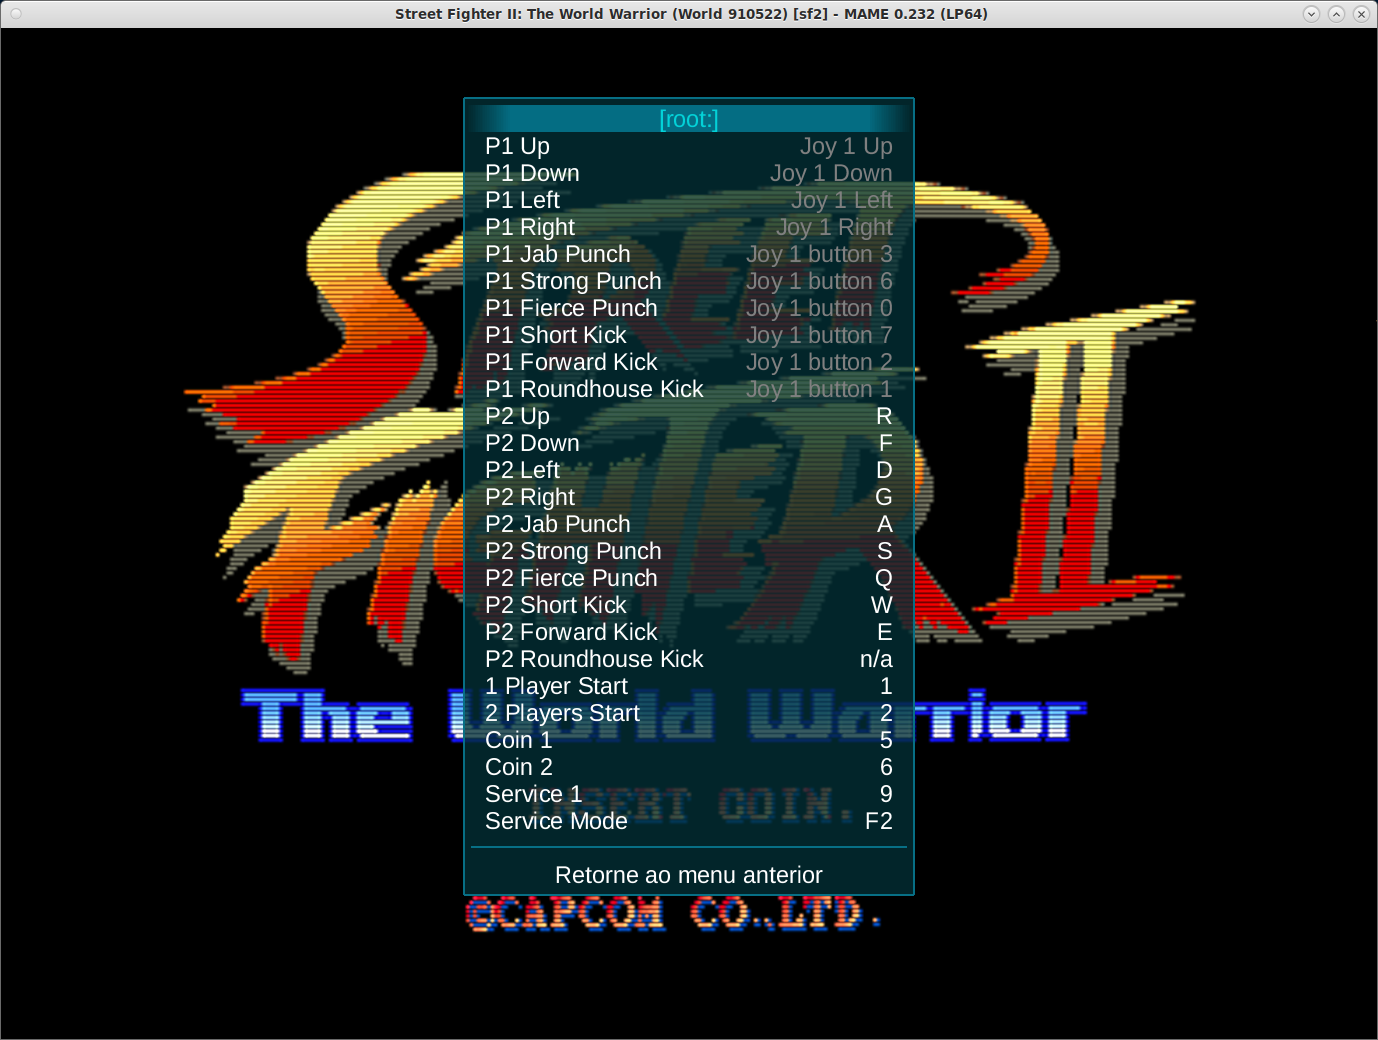 Street Fighter II: The World Warrior (World 910522) [sf2] - MAME 0.232 (LP64)
[root:]
P1 Up Joy 1 Up
P1 Down Joy 1 Down
P1 Left Joy 1 Left
P1 Right Joy 1 Right
P1 Jab Punch Joy 1 button 3
P1 Strong Punch Joy 1 button 6
P1 Fierce Punch Joy 1 button 0
P1 Short Kick Joy 1 button 7
P1 Forward Kick Joy 1 button 2
P1 Roundhouse Kick Joy 1 button 1
P2 Up R
P2 Down F
P2 Left D
P2 Right G
P2 Jab Punch A
P2 Strong Punch S
P2 Fierce Punch Q
P2 Short Kick W
P2 Forward Kick E
P2 Roundhouse Kick n/a
1 Player Start 1
2 Players Start 2
Coin 1 5
Coin 2 6
Service 1 9
Service Mode F2
Retorne ao menu anterior
STREET
FIGHTER II
The World Warrior
INSERT COIN.
©CAPCOM CO.,LTD.